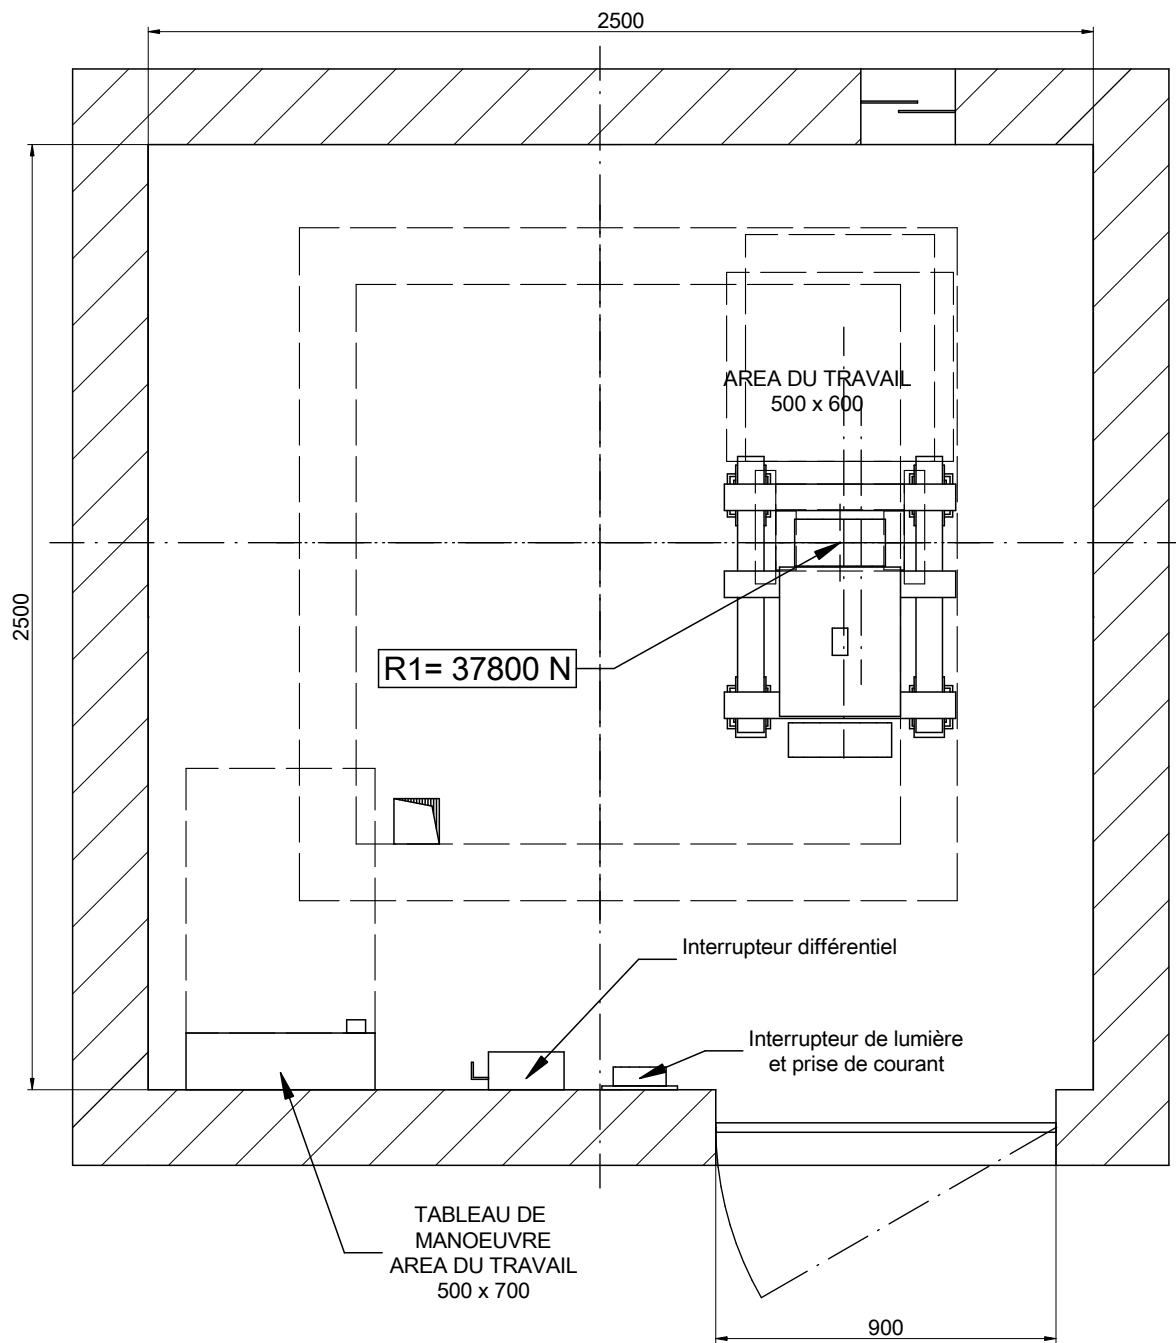 2500
AREA DU TRAVAIL
500 x 600
2500
R1= 37800 N
Interrupteur différentiel
Interrupteur de lumière
et prise de courant
TABLEAU DE
MANOEUVRE
AREA DU TRAVAIL
500 x 700
900